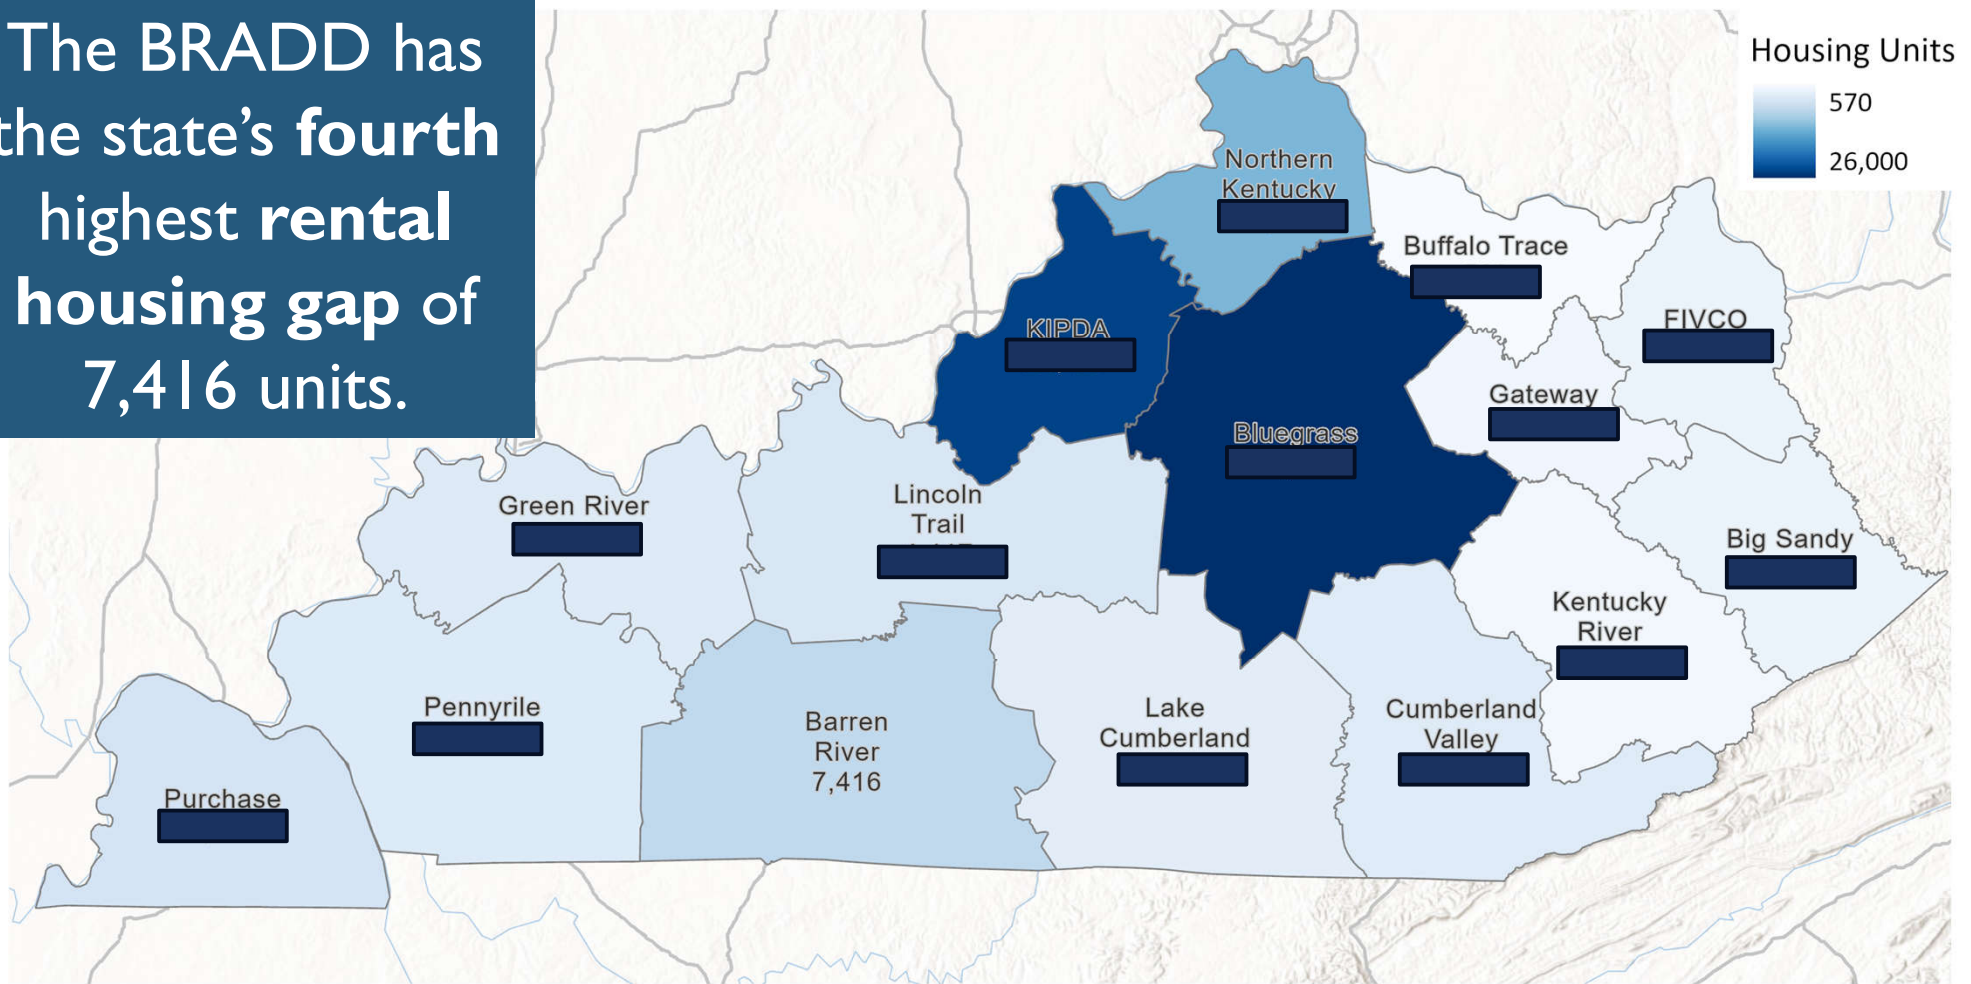 The BRADD has
the state's fourth
highest rental
housing gap of
7,416 units.
Housing Units
570
26,000
Northern
Kentucky
Buffalo Trace
FIVCO
KIPDA
Gateway
Bluegrass
Lincoln
Trail
Green River
Big Sandy
Kentucky
River
Pennyrile
Barren
River
7,416
Lake
Cumberland
Cumberland
Valley
Purchase